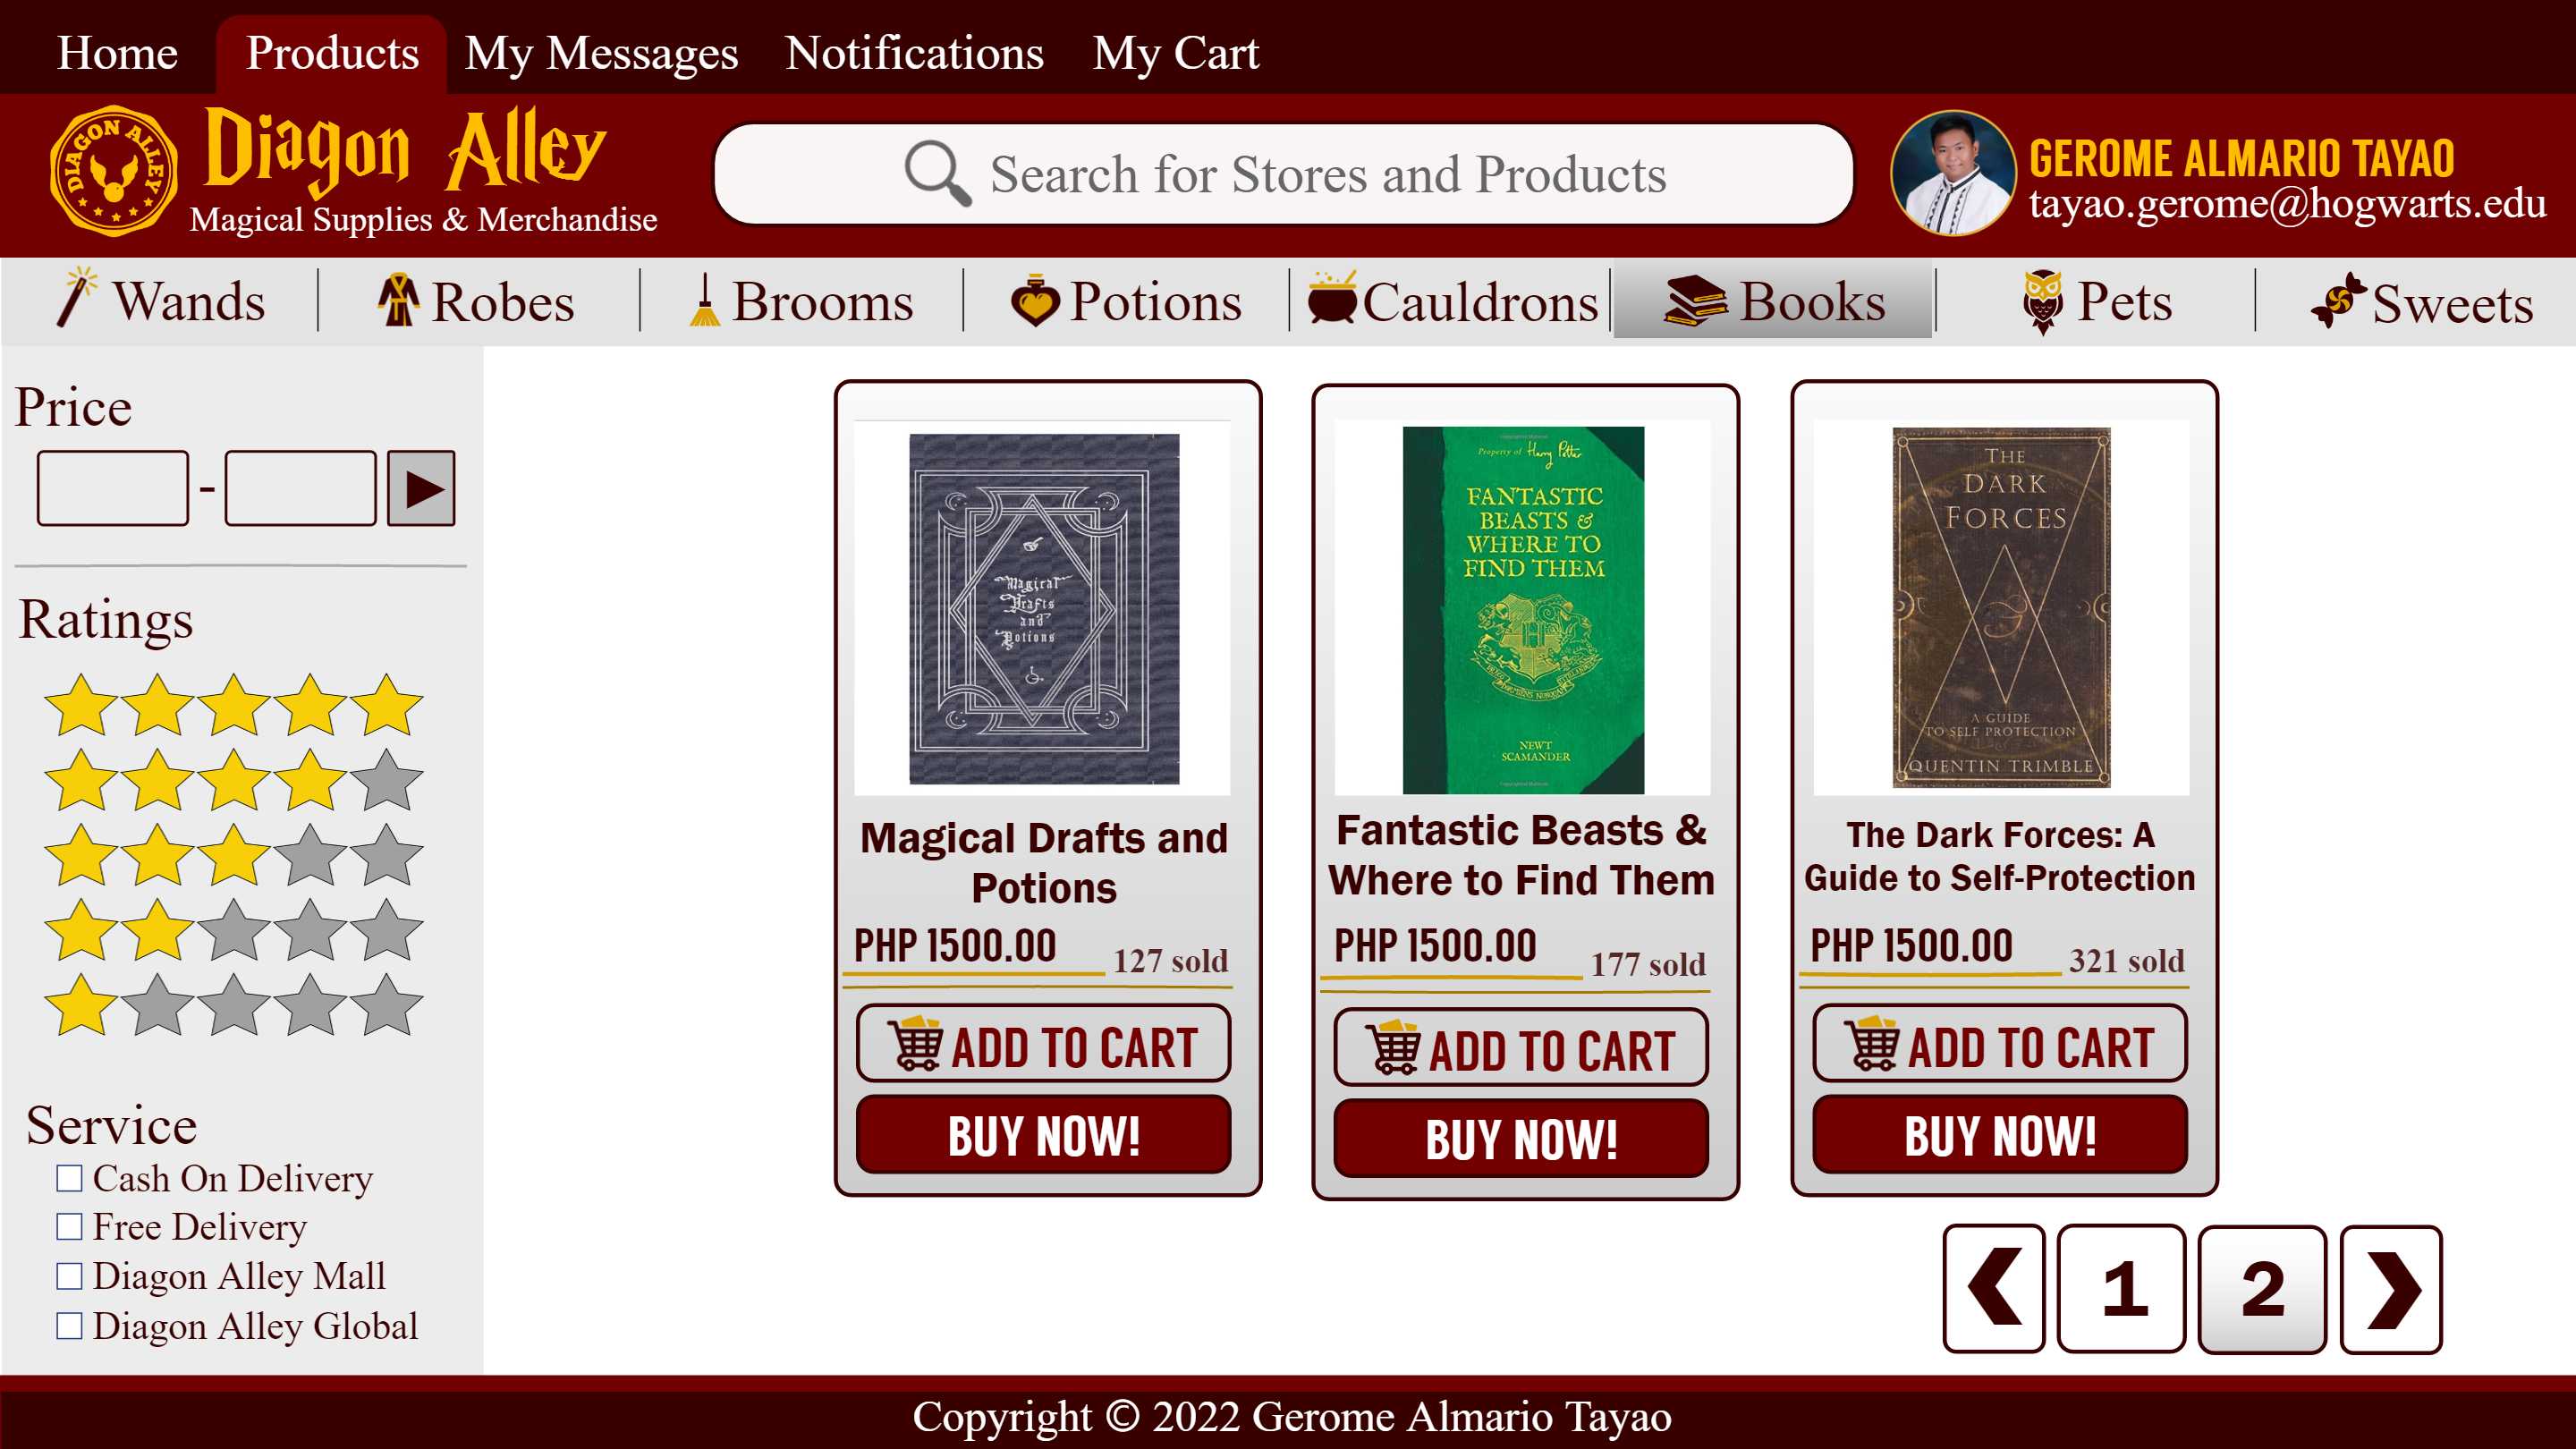 Home Products My Messages Notifications My Cart
DIAGON ALLEY
Diagon Alley
Magical Supplies & Merchandise
Search for Stores and Products
GEROME ALMARIO TAYAO
tayao.gerome@hogwarts.edu
Wands Robes Brooms Potions Cauldrons Books Pets Sweets
Price
-
Ratings
Service
Cash On Delivery
Free Delivery
Diagon Alley Mall
Diagon Alley Global
Magical
Drafts
and
Potions
Magical Drafts and
Potions
PHP 1500.00
127 sold
ADD TO CART
BUY NOW!
Property of Harry Potter
FANTASTIC
BEASTS &
WHERE TO
FIND THEM
H
NEWT
SCAMANDER
Fantastic Beasts &
Where to Find Them
PHP 1500.00
177 sold
ADD TO CART
BUY NOW!
THE
DARK
FORCES
A GUIDE
TO SELF PROTECTION
QUENTIN TRIMBLE
The Dark Forces: A
Guide to Self-Protection
PHP 1500.00
321 sold
ADD TO CART
BUY NOW!
1 2
Copyright © 2022 Gerome Almario Tayao